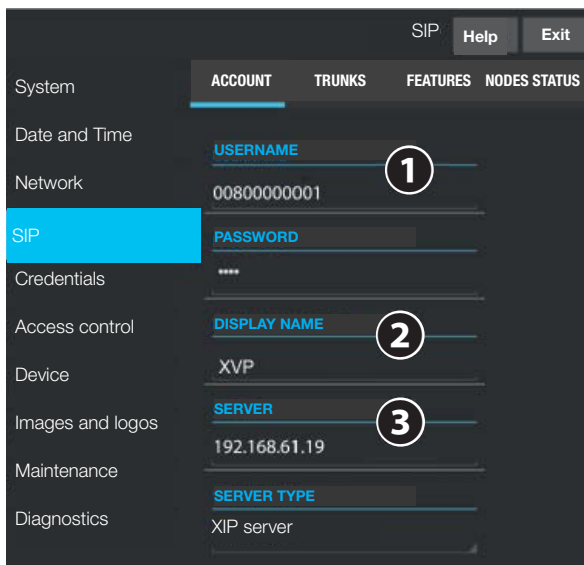 SIP Help Exit
ACCOUNT TRUNKS FEATURES NODES STATUS
System
Date and Time
Network
SIP
Credentials
Access control
Device
Images and logos
Maintenance
Diagnostics
USERNAME
1
00800000001
PASSWORD
••••
DISPLAY NAME
2
XVP
SERVER
3
192.168.61.19
SERVER TYPE
XIP server